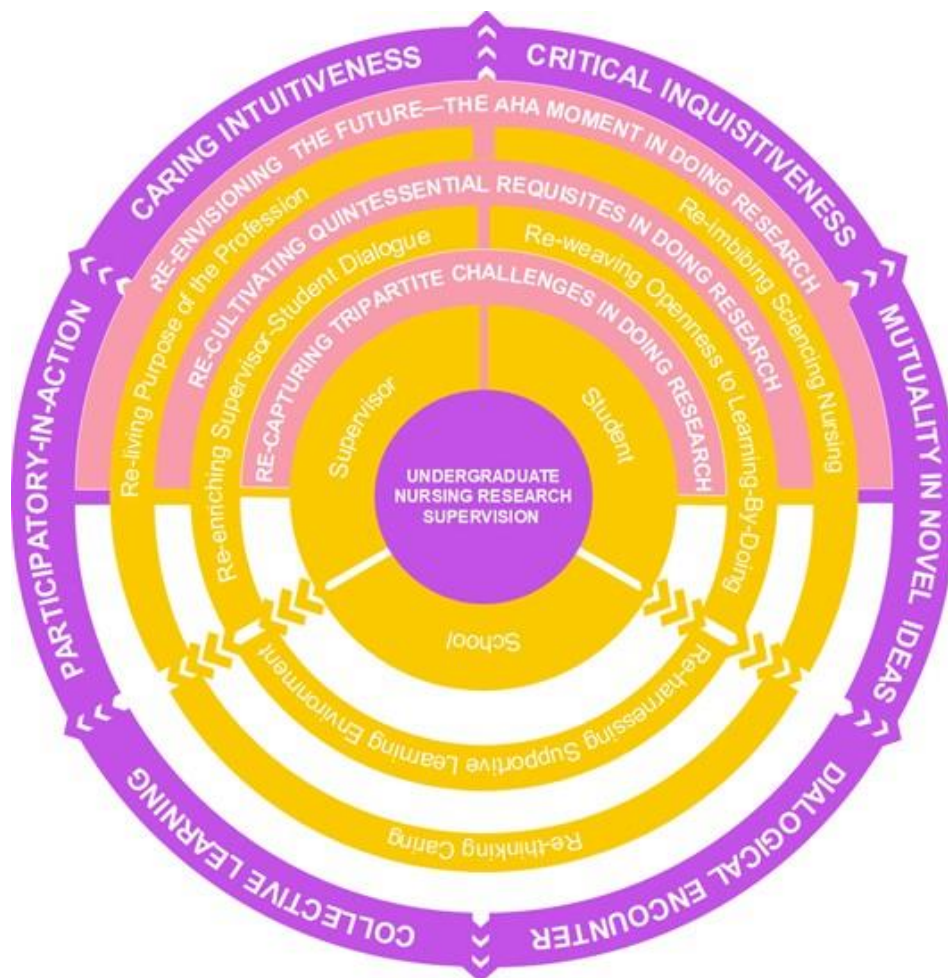 CARING INTUITIVENESS
CRITICAL INQUISITIVENESS
MUTUALITY IN NOVEL IDEAS
DIALOGICAL ENCOUNTER
COLLECTIVE LEARNING
PARTICIPATORY-IN-ACTION
RE-ENVISIONING THE FUTURE—THE AHA MOMENT IN DOING RESEARCH
Re-living Purpose of the Profession
Re-Imbibing Sciencing Nursing
Re-thinking Caring
RE-CULTIVATING QUINTESSENTIAL REQUISITES IN DOING RESEARCH
Re-enriching Supervisor-Student Dialogue
Re-weaving Openness to Learning-By-Doing
Re-harnessing Supportive Learning Environment
RE-CAPTURING TRIPARTITE CHALLENGES IN DOING RESEARCH
Supervisor
Student
School
UNDERGRADUATE
NURSING RESEARCH
SUPERVISION